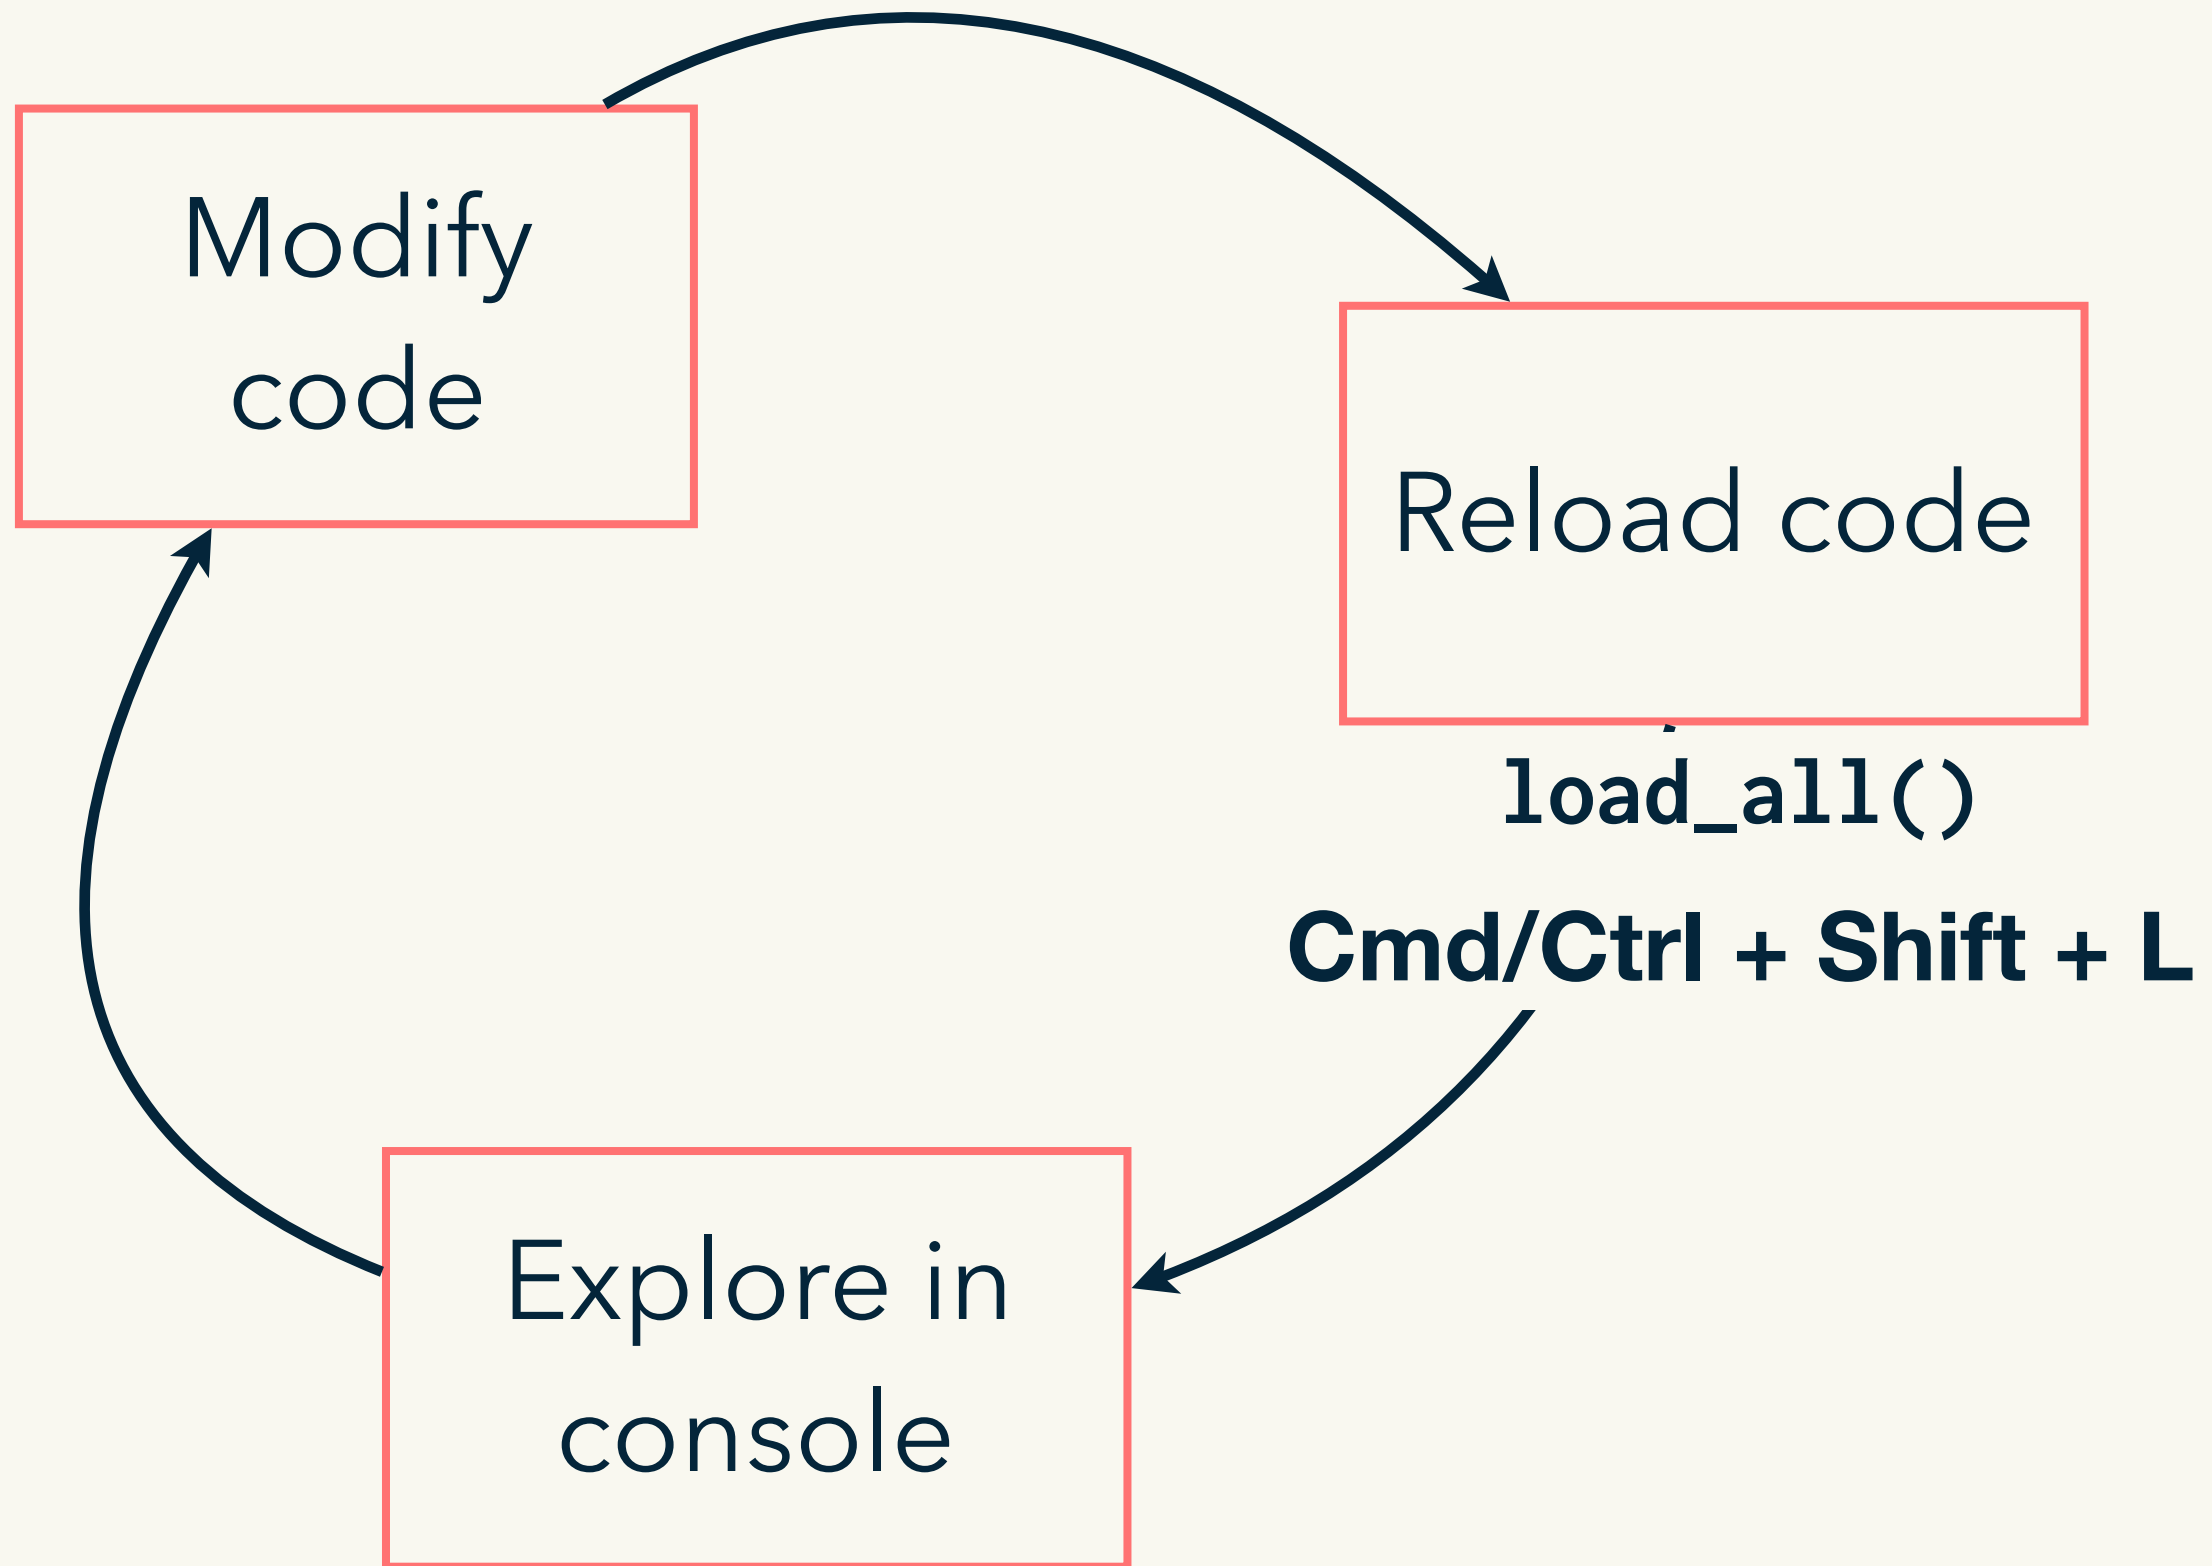 Modify
code
Reload code
load_all()
Cmd/Ctrl + Shift + L
Explore in
console